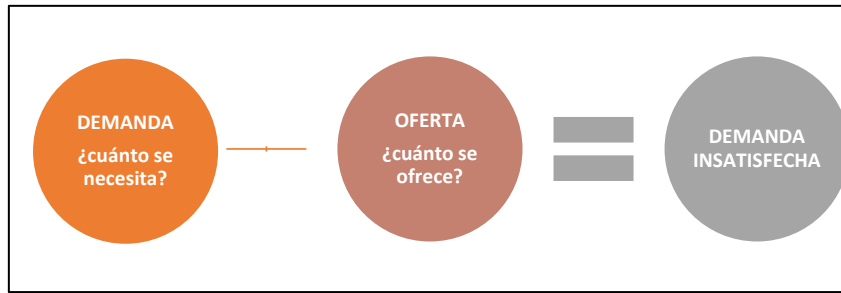 DEMANDA
¿cuánto se
necesita?
OFERTA
¿cuánto se
ofrece?
DEMANDA
INSATISFECHA